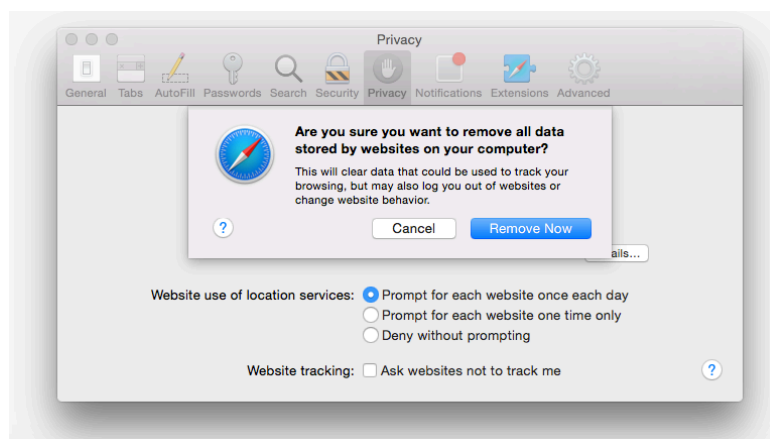 Privacy
General Tabs AutoFill Passwords Search Security Privacy Notifications Extensions Advanced
Are you sure you want to remove all data
stored by websites on your computer?
This will clear data that could be used to track your
browsing, but may also log you out of websites or
change website behavior.
? Cancel Remove Now
ails...
Website use of location services: Prompt for each website once each day
Prompt for each website one time only
Deny without prompting
Website tracking: Ask websites not to track me ?